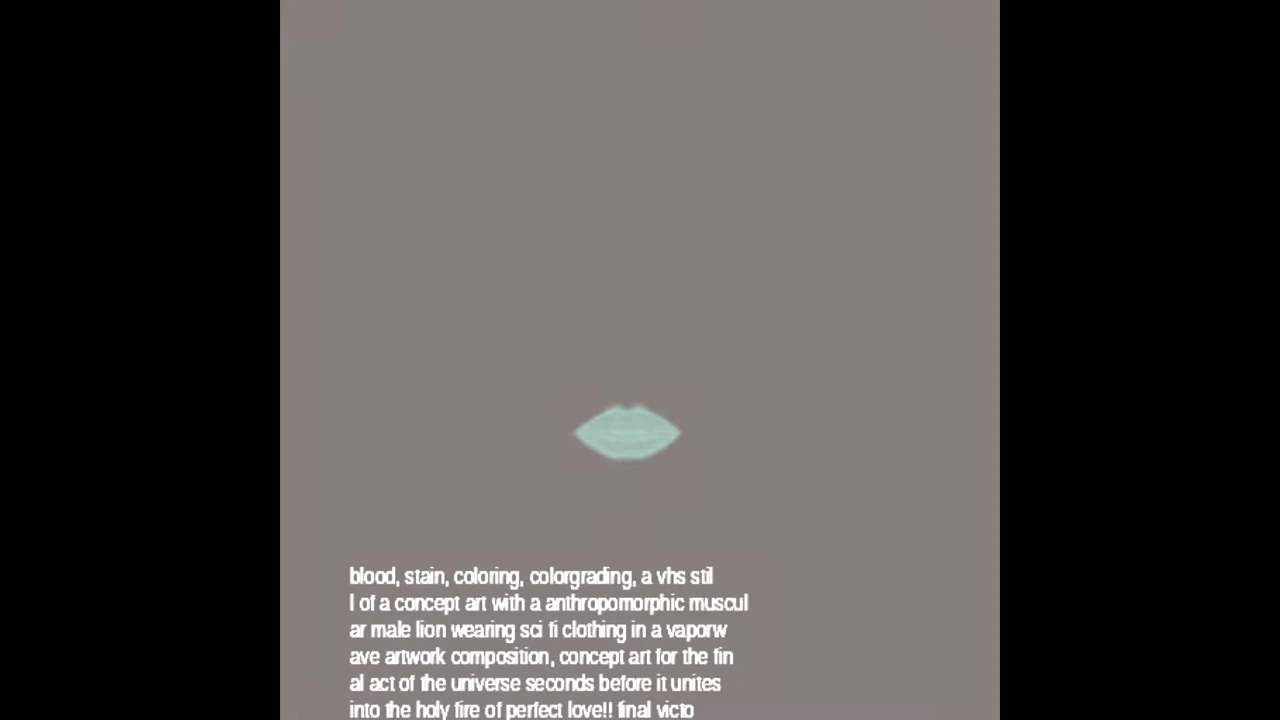 blood, stain, coloring, colorgrading, a vhs stil
l of a concept art with a anthropomorphic muscul
ar male lion wearing sci fi clothing in a vaporw
ave artwork composition, concept art for the fin
al act of the universe seconds before it unites
into the holy fire of perfect love!! final victo